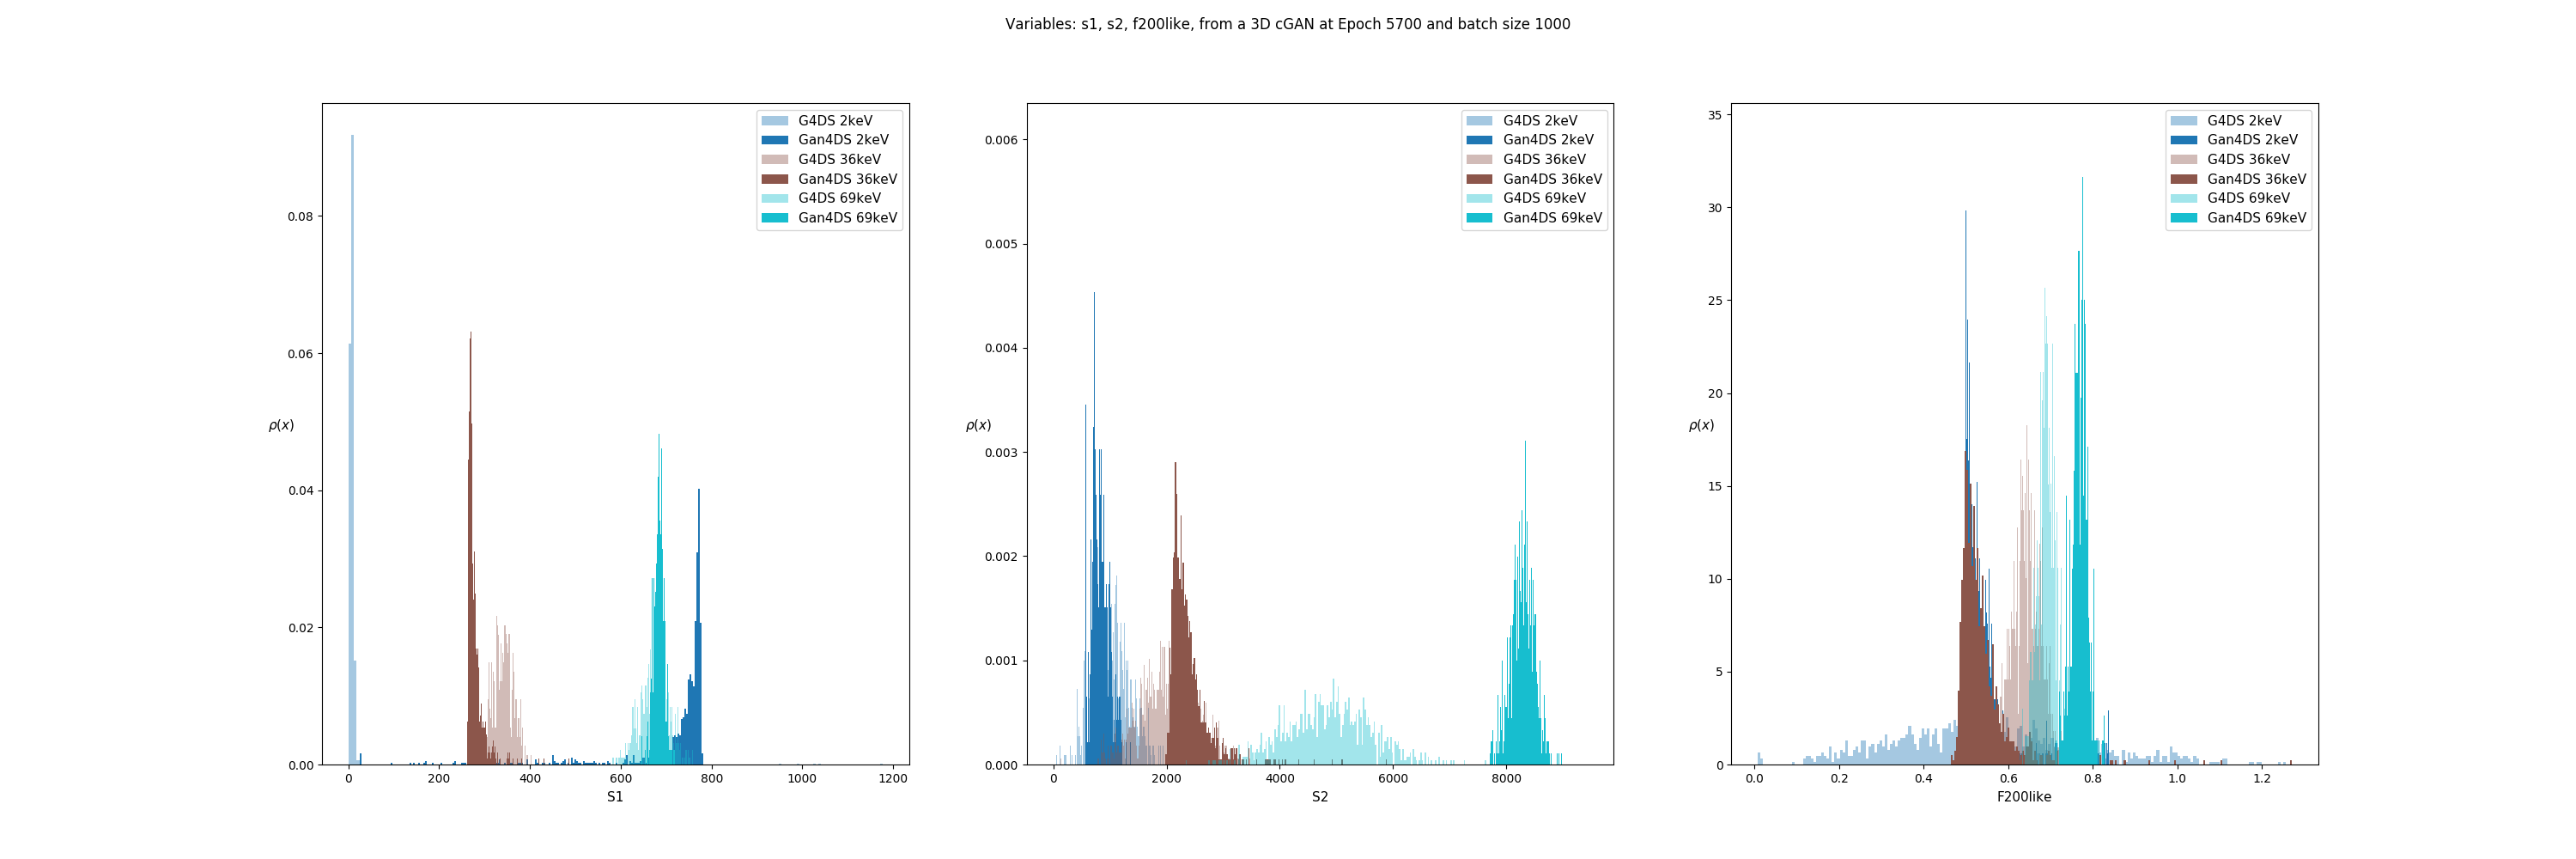 Variables: s1, s2, f200like, from a 3D cGAN at Epoch 5700 and batch size 1000
G4DS 2keV
Gan4DS 2keV
G4DS 36keV
Gan4DS 36keV
G4DS 69keV
Gan4DS 69keV
0.08
0.06
0.04
0.02
0.00
ρ(x)
0 200 400 600 800 1000 1200
S1
G4DS 2keV
Gan4DS 2keV
G4DS 36keV
Gan4DS 36keV
G4DS 69keV
Gan4DS 69keV
0.006
0.005
0.004
0.003
0.002
0.001
0.000
ρ(x)
0 2000 4000 6000 8000
S2
G4DS 2keV
Gan4DS 2keV
G4DS 36keV
Gan4DS 36keV
G4DS 69keV
Gan4DS 69keV
35
30
25
20
15
10
5
0
ρ(x)
0.0 0.2 0.4 0.6 0.8 1.0 1.2
F200like